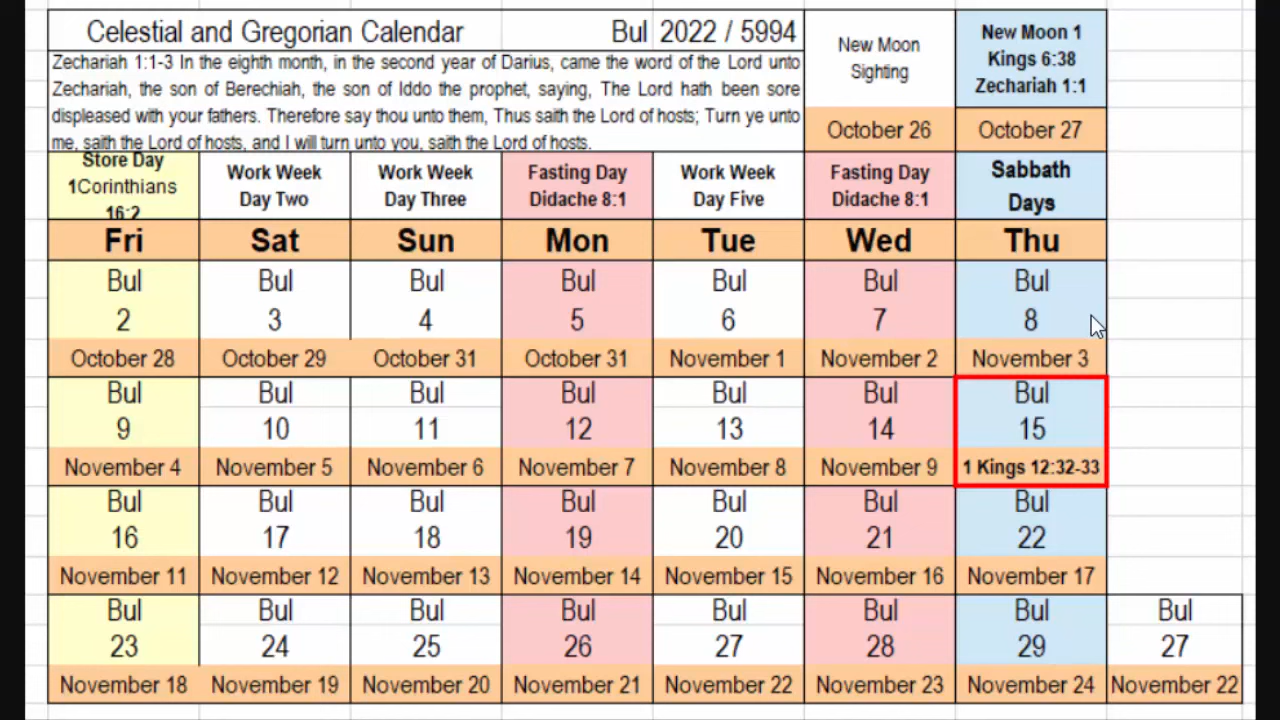 Celestial and Gregorian Calendar Bul 2022 / 5994
Zechariah 1:1-3 In the eighth month, in the second year of Darius, came the word of the Lord unto
Zechariah, the son of Berechiah, the son of Iddo the prophet, saying, The Lord hath been sore
displeased with your fathers. Therefore say thou unto them, Thus saith the Lord of hosts; Turn ye unto
me, saith the Lord of hosts, and I will turn unto you, saith the Lord of hosts.
New Moon
Sighting
October 26
New Moon 1
Kings 6:38
Zechariah 1:1
October 27
Store Day
1Corinthians
16:2
Work Week
Day Two
Work Week
Day Three
Fasting Day
Didache 8:1
Work Week
Day Five
Fasting Day
Didache 8:1
Sabbath
Days
Fri Sat Sun Mon Tue Wed Thu
Bul Bul Bul Bul Bul Bul Bul
2 3 4 5 6 7 8
October 28 October 29 October 31 October 31 November 1 November 2 November 3
Bul Bul Bul Bul Bul Bul Bul
9 10 11 12 13 14 15
November 4 November 5 November 6 November 7 November 8 November 9 1 Kings 12:32-33
Bul Bul Bul Bul Bul Bul Bul
16 17 18 19 20 21 22
November 11 November 12 November 13 November 14 November 15 November 16 November 17
Bul Bul Bul Bul Bul Bul Bul Bul
23 24 25 26 27 28 29 27
November 18 November 19 November 20 November 21 November 22 November 23 November 24 November 22